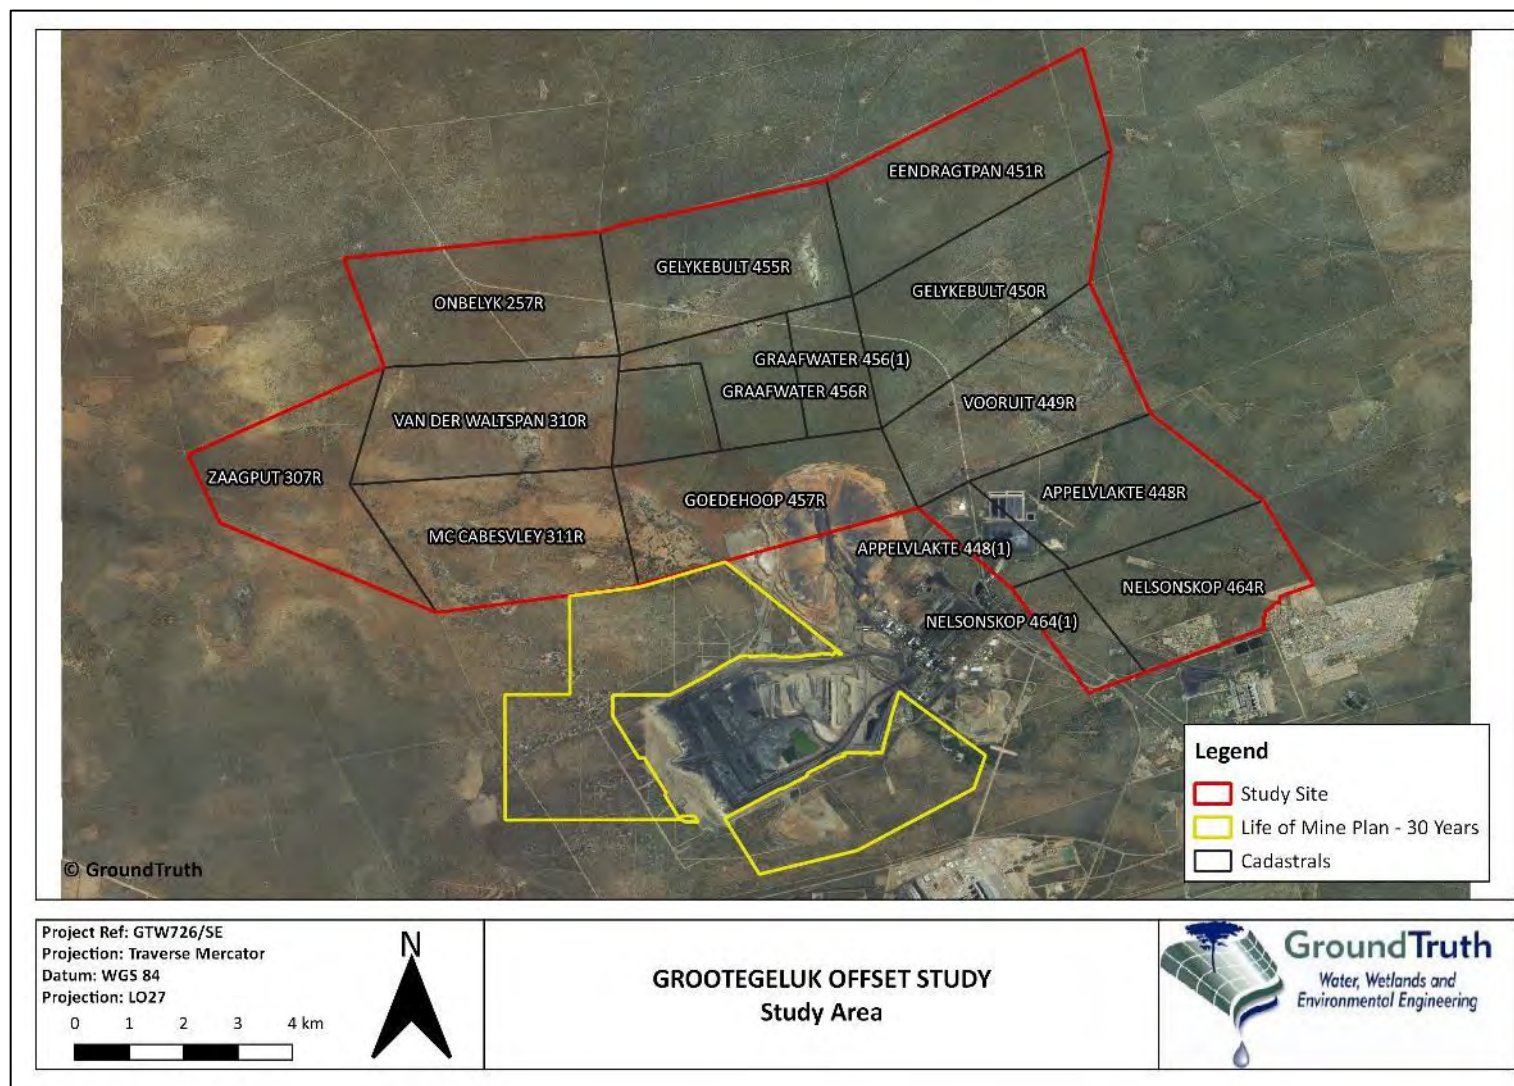 EENDRAGTPAN 451R
GELYKEBULT 455R
GELYKEBULT 450R
ONBELYK 257R
GRAAFWATER 456(1)
GRAAFWATER 456R
VOORUIT 449R
VAN DER WALTSPAN 310R
ZAAGPUT 307R
GOEDEHOOP 457R
APPELVLAKTE 448R
MC CABESVLEY 311R
APPELVLAKTE 448(1)
NELSONSKOP 464R
NELSONSKOP 464(1)
Legend
Study Site
Life of Mine Plan - 30 Years
Cadastrals
© GroundTruth
Project Ref: GTW726/SE
Projection: Traverse Mercator
Datum: WGS 84
Projection: LO27
0 1 2 3 4 km
N
GROOTEGELUK OFFSET STUDY
Study Area
GroundTruth
Water, Wetlands and
Environmental Engineering